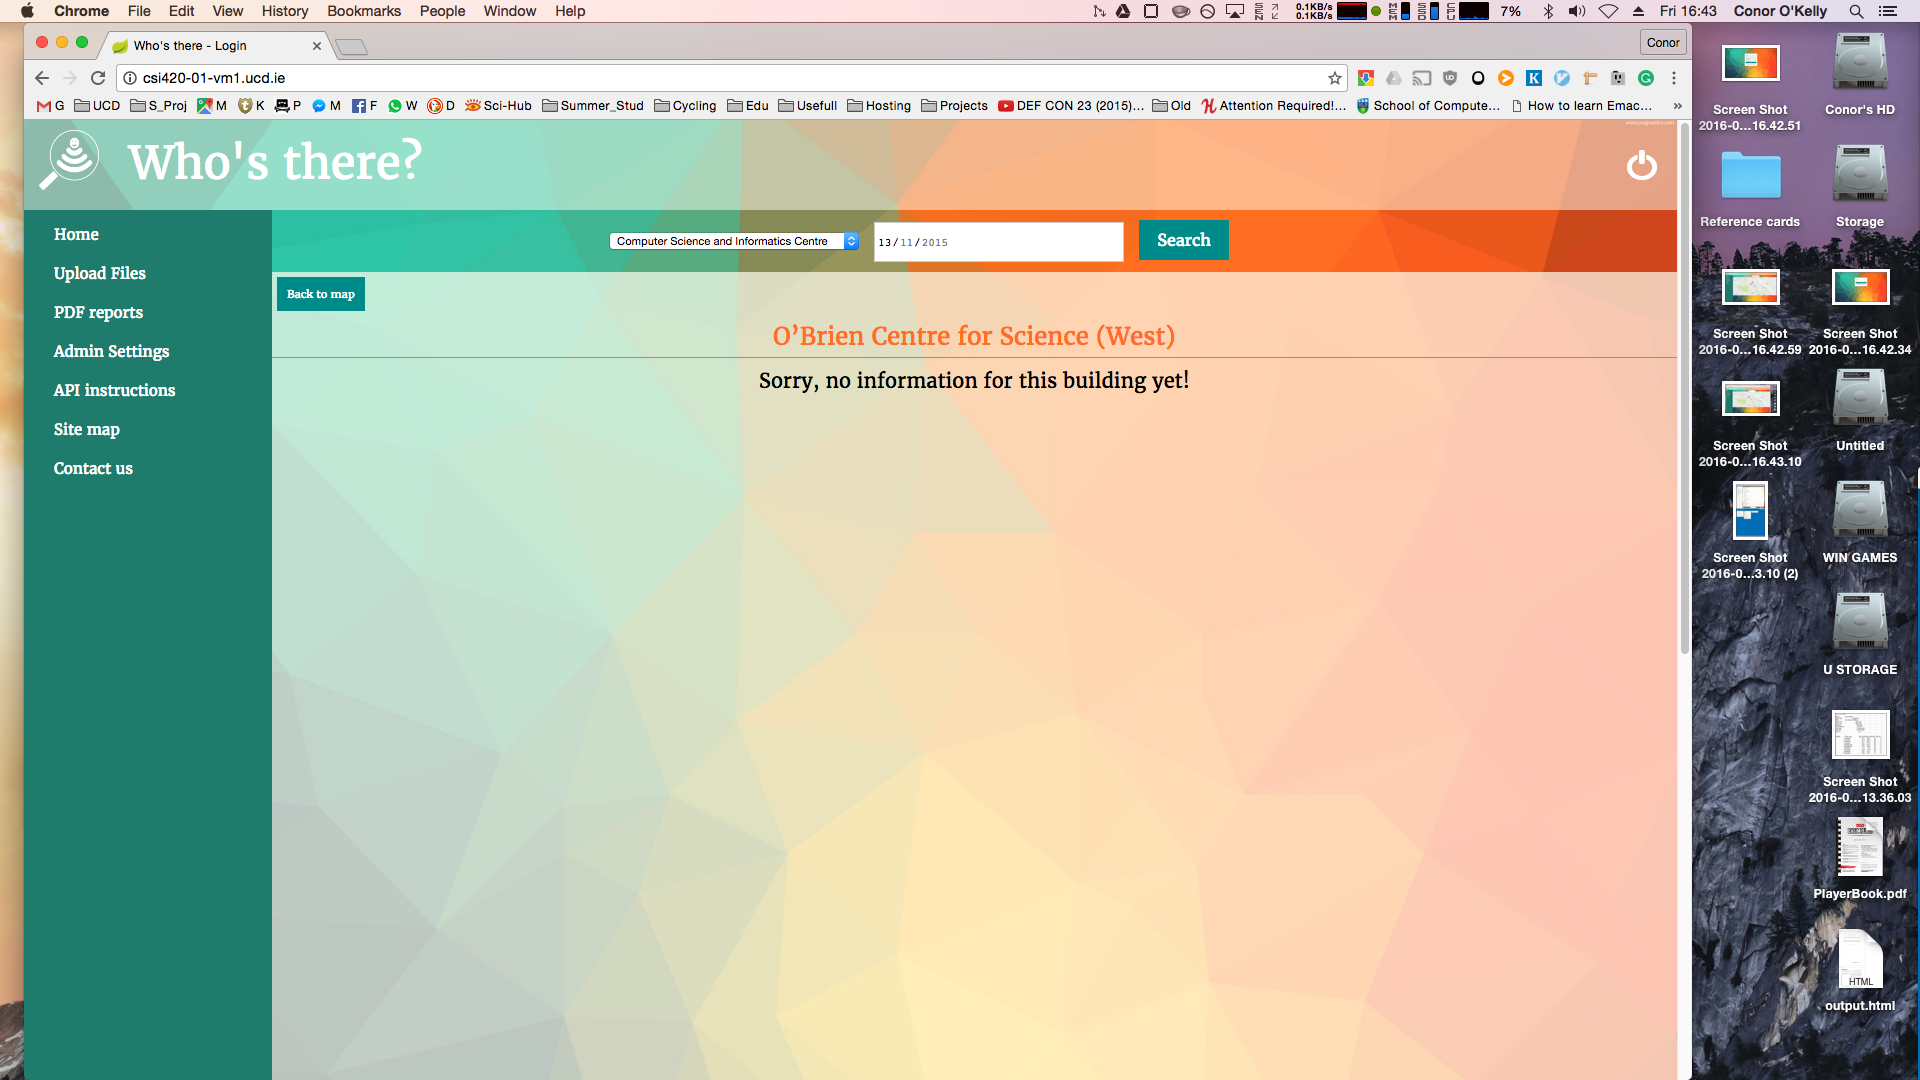 Chrome File Edit View History Bookmarks People Window Help
0.1KB/s
0.1KB/s
SEN MEM SSD CPU 7% Fri 16:43 Conor O'Kelly
Who's there - Login
Conor
csi420-01-vm1.ucd.ie
G UCD S_Proj M K P M F W D Sci-Hub Summer_Stud Cycling Edu Usefull Hosting Projects DEF CON 23 (2015)... Old Attention Required!... School of Compute... How to learn Emac... »
Who's there?
Home
Upload Files
PDF reports
Admin Settings
API instructions
Site map
Contact us
Computer Science and Informatics Centre
13/11/2015
Search
Back to map
O’Brien Centre for Science (West)
Sorry, no information for this building yet!
Screen Shot
2016-0...16.42.51
Conor's HD
Reference cards
Storage
Screen Shot
2016-0...16.42.59
Screen Shot
2016-0...16.42.34
Screen Shot
2016-0...16.43.10
Untitled
Screen Shot
2016-0...3.10 (2)
WIN GAMES
U STORAGE
Screen Shot
2016-0...13.36.03
PlayerBook.pdf
HTML
output.html